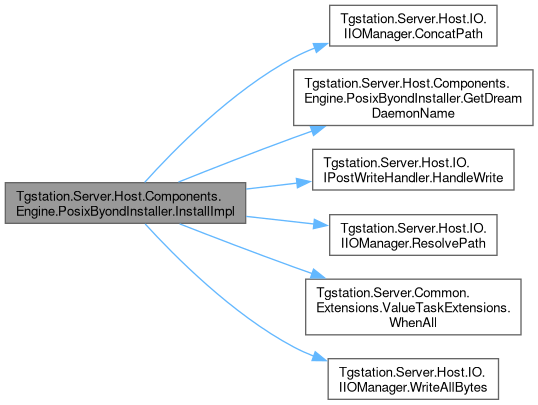 Tgstation.Server.Host.IO.
IIOManager.ConcatPath
Tgstation.Server.Host.Components.
Engine.PosixByondInstaller.GetDream
DaemonName
Tgstation.Server.Host.IO.
IPostWriteHandler.HandleWrite
Tgstation.Server.Host.Components.
Engine.PosixByondInstaller.InstallImpl
Tgstation.Server.Host.IO.
IIOManager.ResolvePath
Tgstation.Server.Common.
Extensions.ValueTaskExtensions.
WhenAll
Tgstation.Server.Host.IO.
IIOManager.WriteAllBytes